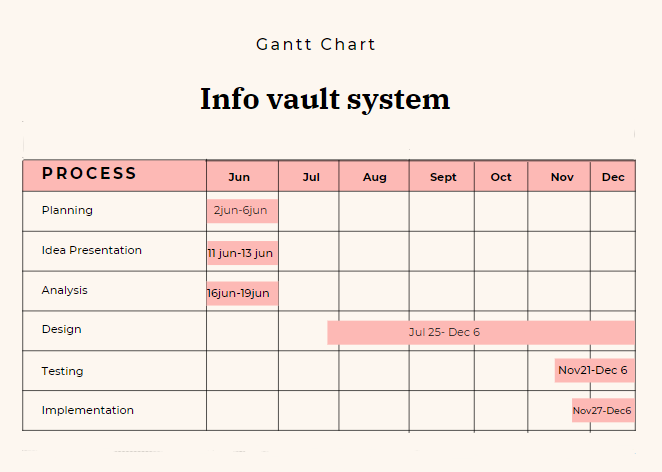 Gantt Chart
Info vault system
PROCESS Jun Jul Aug Sept Oct Nov Dec
Planning 2jun-6jun
Idea Presentation 11 jun-13 jun
Analysis 16jun-19jun
Design Jul 25- Dec 6
Testing Nov21-Dec 6
Implementation Nov27-Dec6